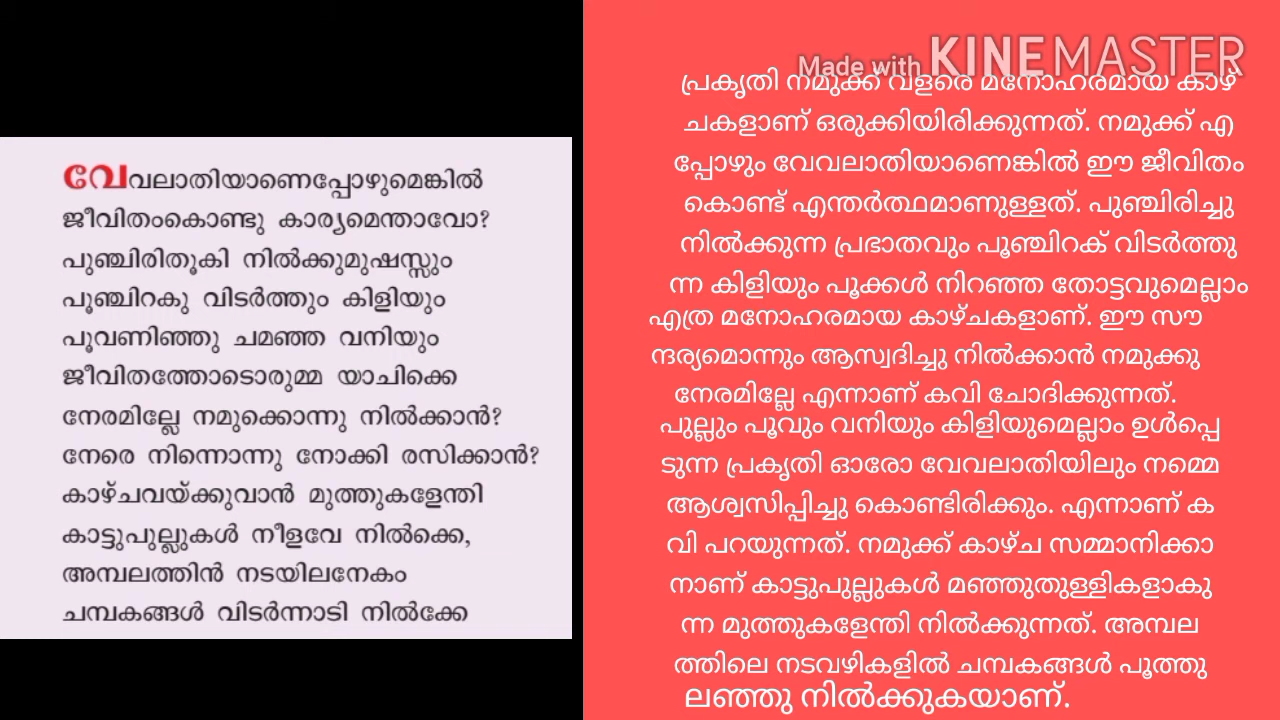 വേവലാതിയാണെപ്പോഴുമെങ്കിൽ
ജീവിതംകൊണ്ടു കാര്യമെന്താവോ?
പുഞ്ചിരിതൂകി നിൽക്കുമുഷസ്സും
പൂഞ്ചിറകു വിടർത്തും കിളിയും
പൂവണിഞ്ഞു ചമഞ്ഞ വനിയും
ജീവിതത്തോടൊരുമ്മ യാചിക്കെ
നേരമില്ലേ നമുക്കൊന്നു നിൽക്കാൻ?
നേരെ നിന്നൊന്നു നോക്കി രസിക്കാൻ?
കാഴ്ചവയ്ക്കുവാൻ മുത്തുകളേന്തി
കാട്ടുപുല്ലുകൾ നീളവേ നിൽക്കെ,
അമ്പലത്തിൻ നടയിലനേകം
ചമ്പകങ്ങൾ വിടർന്നാടി നിൽക്കേ
Made with KINEMASTER
പ്രകൃതി നമുക്ക് വളരെ മനോഹരമായ കാഴ്
ചകളാണ് ഒരുക്കിയിരിക്കുന്നത്. നമുക്ക് എ
പ്പോഴും വേവലാതിയാണെങ്കിൽ ഈ ജീവിതം
കൊണ്ട് എന്തർത്ഥമാണുള്ളത്. പുഞ്ചിരിച്ചു
നിൽക്കുന്ന പ്രഭാതവും പൂഞ്ചിറക് വിടർത്തു
ന്ന കിളിയും പൂക്കൾ നിറഞ്ഞ തോട്ടവുമെല്ലാം
എത്ര മനോഹരമായ കാഴ്ചകളാണ്. ഈ സൗ
ന്ദര്യമൊന്നും ആസ്വദിച്ചു നിൽക്കാൻ നമുക്കു
നേരമില്ലേ എന്നാണ് കവി ചോദിക്കുന്നത്.
പുല്ലും പൂവും വനിയും കിളിയുമെല്ലാം ഉൾപ്പെ
ടുന്ന പ്രകൃതി ഓരോ വേവലാതിയിലും നമ്മെ
ആശ്വസിപ്പിച്ചു കൊണ്ടിരിക്കും. എന്നാണ് ക
വി പറയുന്നത്. നമുക്ക് കാഴ്ച സമ്മാനിക്കാ
നാണ് കാട്ടുപുല്ലുകൾ മഞ്ഞുതുള്ളികളാകു
ന്ന മുത്തുകളേന്തി നിൽക്കുന്നത്. അമ്പല
ത്തിലെ നടവഴികളിൽ ചമ്പകങ്ങൾ പൂത്തു
ലഞ്ഞു നിൽക്കുകയാണ്.